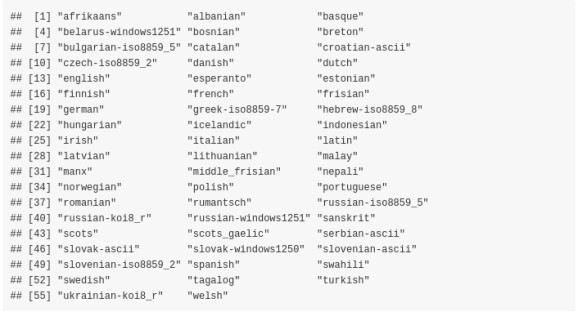 ##  [1] "afrikaans"            "albanian"             "basque"
##  [4] "belarus-windows1251" "bosnian"              "breton"
##  [7] "bulgarian-iso8859_5" "catalan"              "croatian-ascii"
## [10] "czech-iso8859_2"     "danish"               "dutch"
## [13] "english"             "esperanto"            "estonian"
## [16] "finnish"             "french"               "frisian"
## [19] "german"              "greek-iso8859-7"      "hebrew-iso8859_8"
## [22] "hungarian"           "icelandic"            "indonesian"
## [25] "irish"               "italian"              "latin"
## [28] "latvian"             "lithuanian"           "malay"
## [31] "manx"                "middle_frisian"       "nepali"
## [34] "norwegian"           "polish"               "portuguese"
## [37] "romanian"            "rumantsch"            "russian-iso8859_5"
## [40] "russian-koi8_r"      "russian-windows1251" "sanskrit"
## [43] "scots"               "scots_gaelic"         "serbian-ascii"
## [46] "slovak-ascii"        "slovak-windows1250"   "slovenian-ascii"
## [49] "slovenian-iso8859_2" "spanish"              "swahili"
## [52] "swedish"             "tagalog"              "turkish"
## [55] "ukrainian-koi8_r"    "welsh"